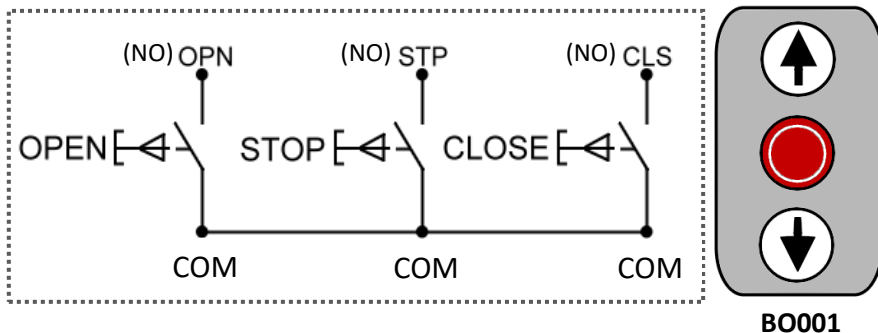 (NO) OPN (NO) STP (NO) CLS
OPEN STOP CLOSE
COM COM COM
BO001